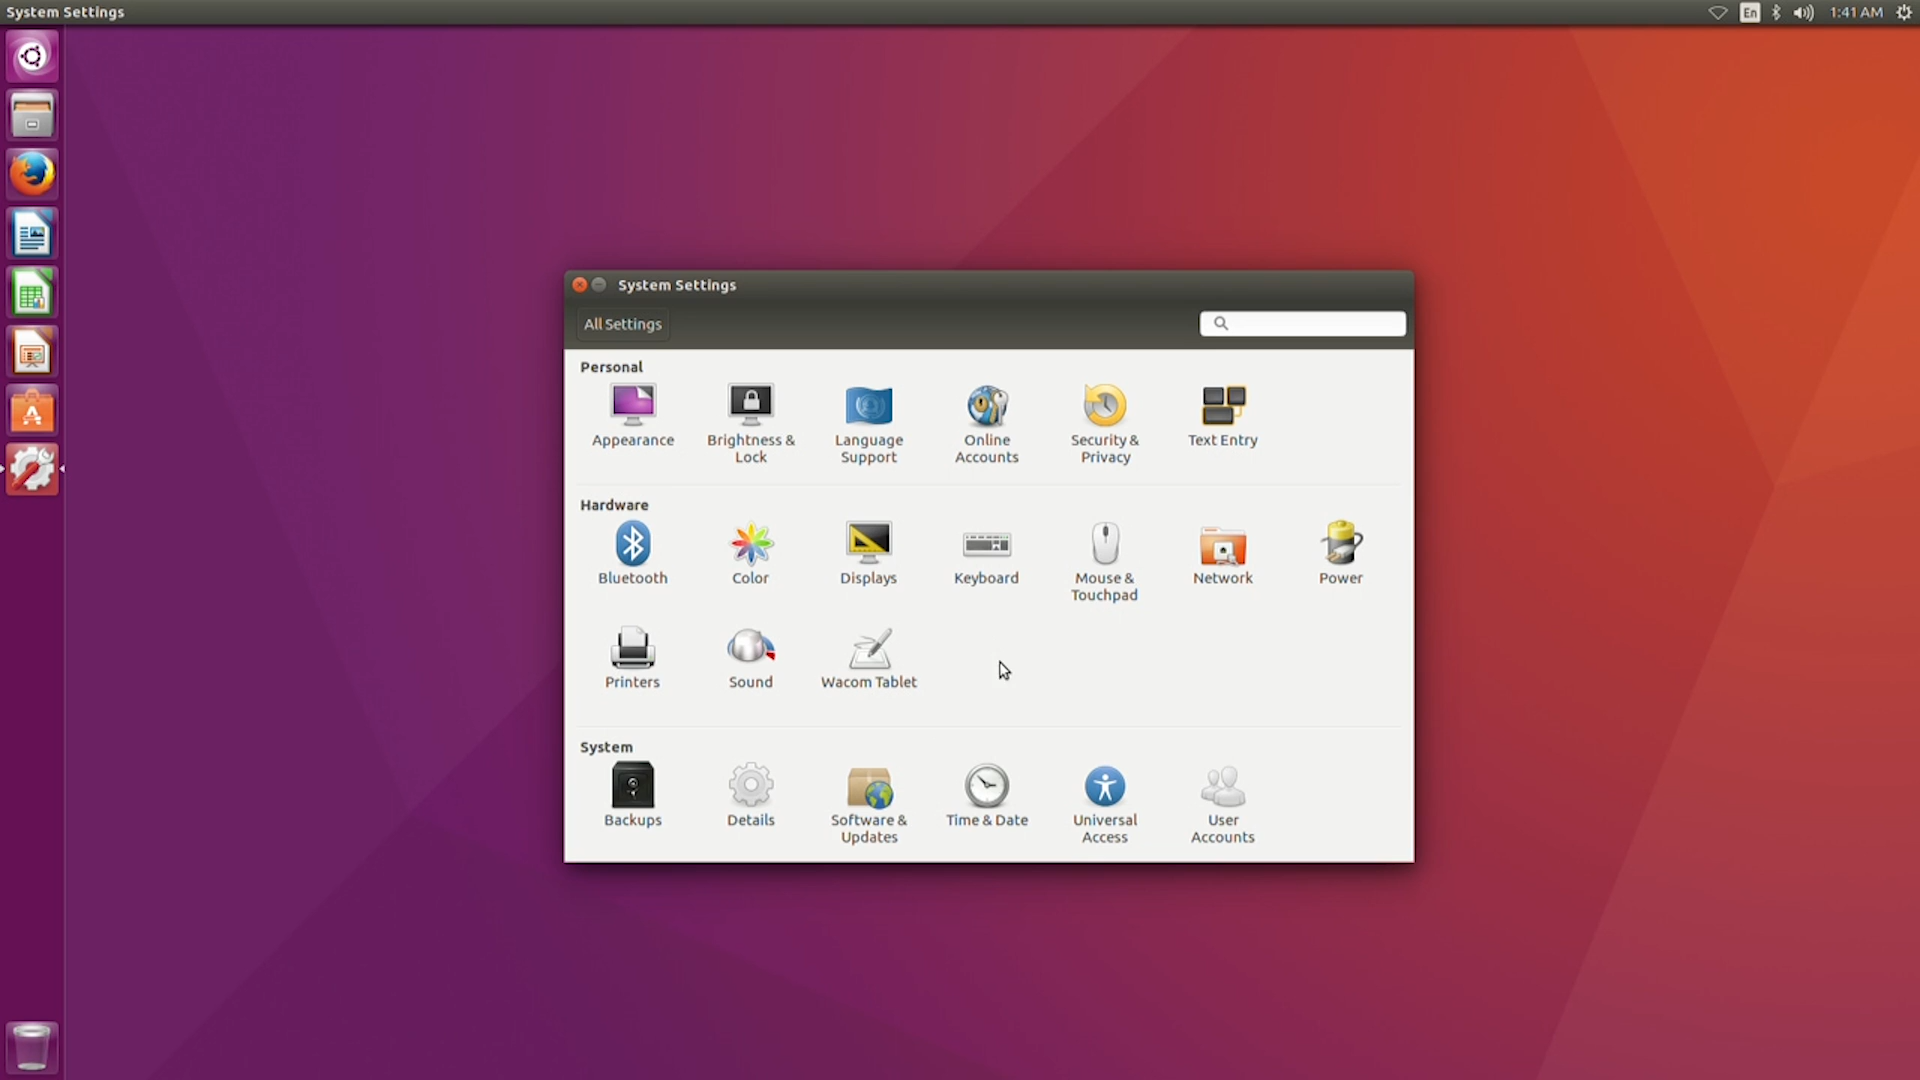 System Settings
En
1:41 AM
System Settings
All Settings
Personal
Appearance
Brightness &
Lock
Language
Support
Online
Accounts
Security &
Privacy
Text Entry
Hardware
Bluetooth
Color
Displays
Keyboard
Mouse &
Touchpad
Network
Power
Printers
Sound
Wacom Tablet
System
Backups
Details
Software &
Updates
Time & Date
Universal
Access
User
Accounts